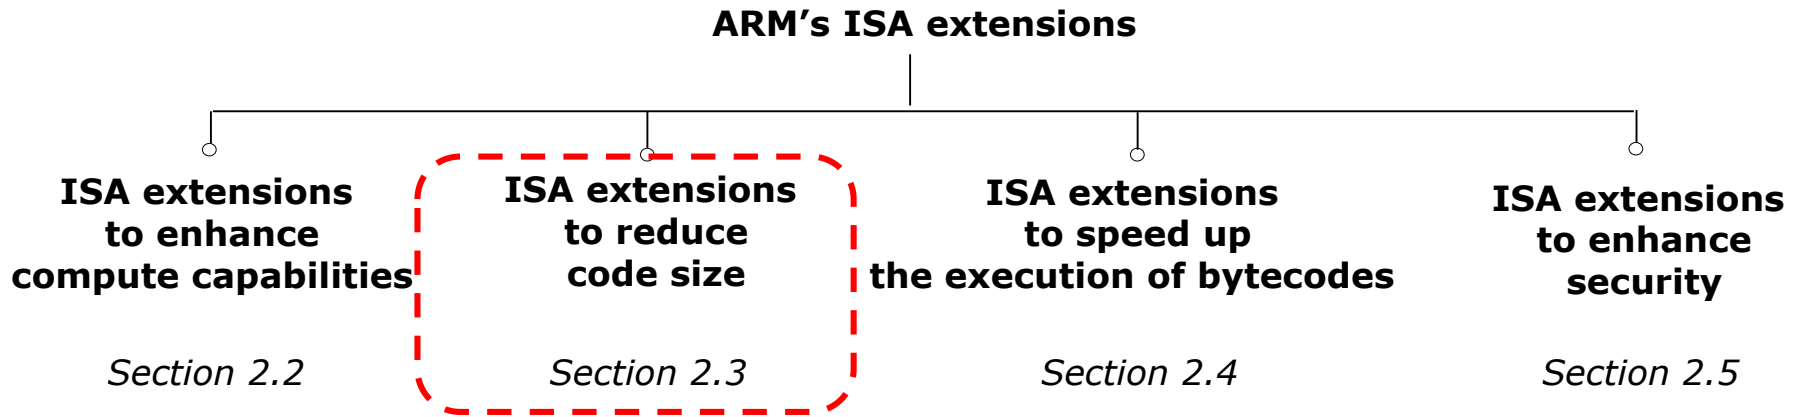 ARM’s ISA extensions
ISA extensions
to enhance
compute capabilities
Section 2.2
ISA extensions
to reduce
code size
Section 2.3
ISA extensions
to speed up
the execution of bytecodes
Section 2.4
ISA extensions
to enhance
security
Section 2.5